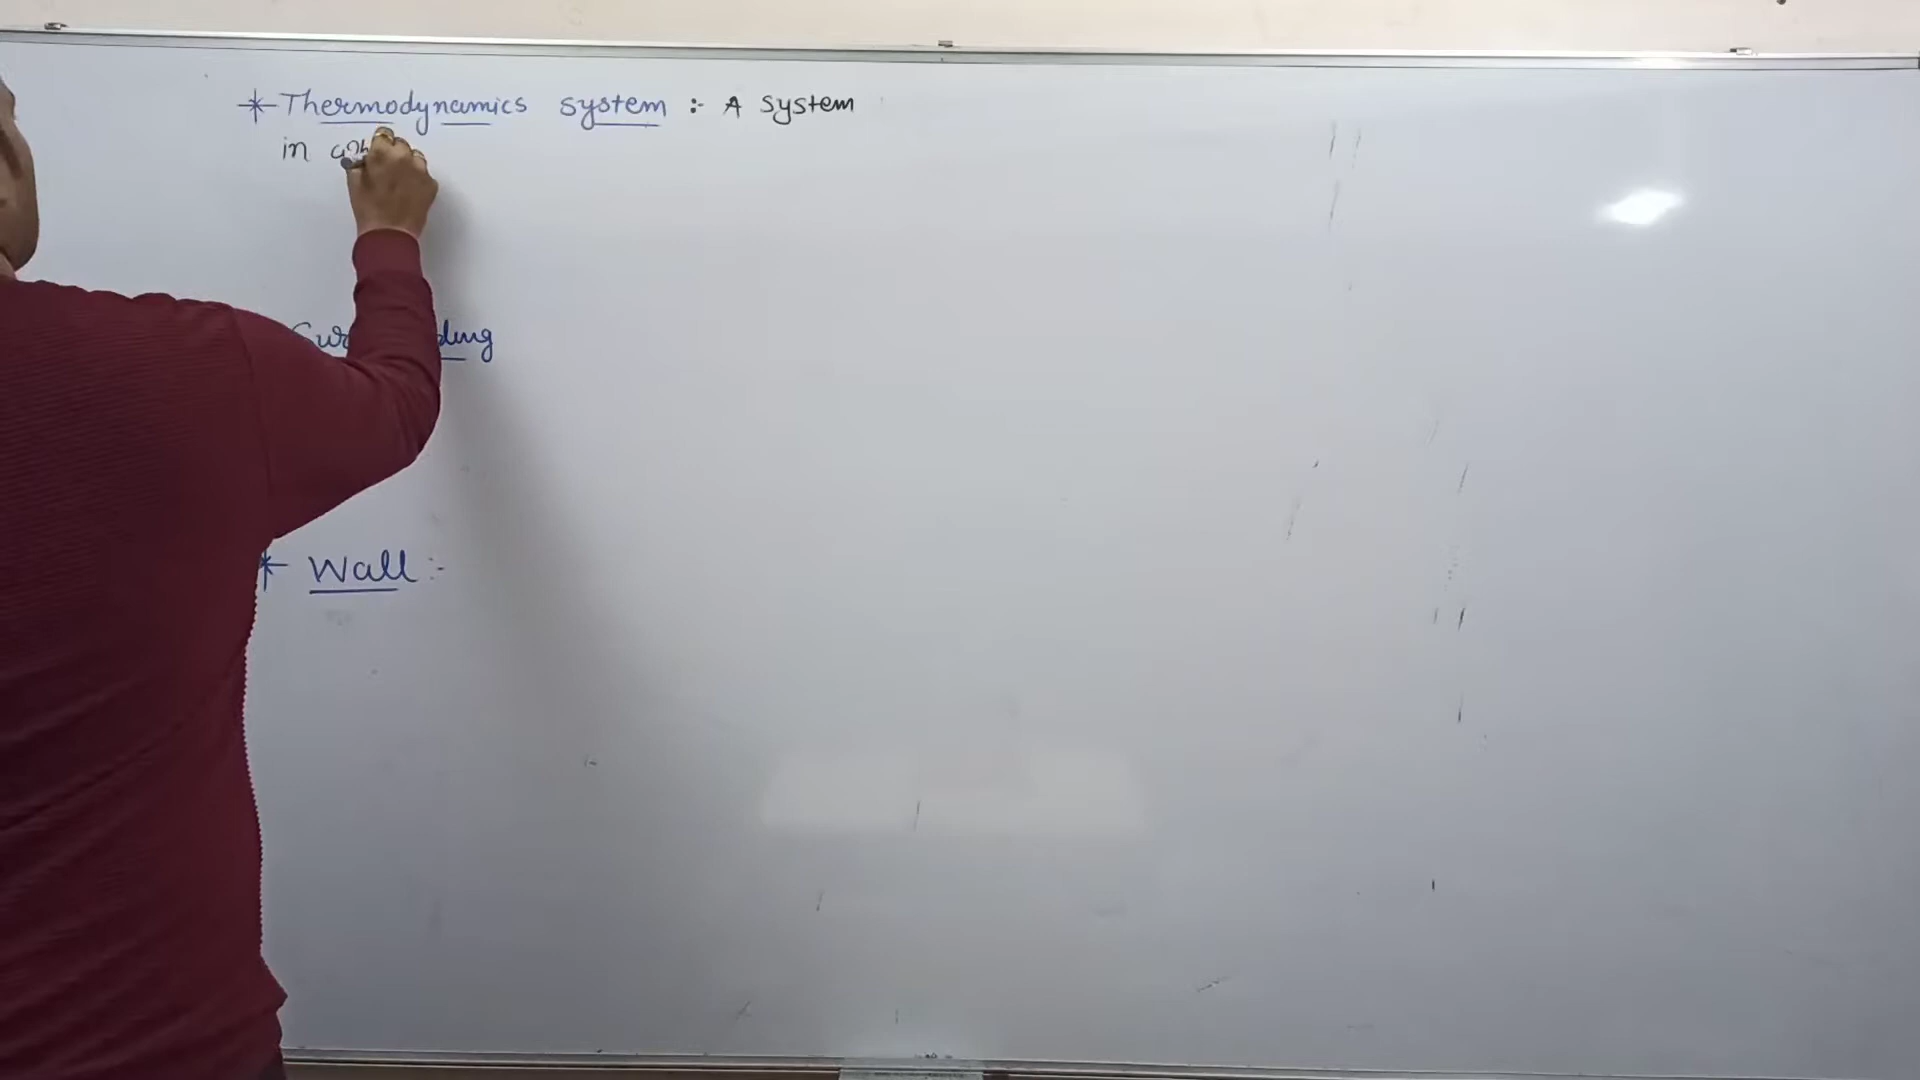 * Thermodynamics system :- A system
in
* Wall :-